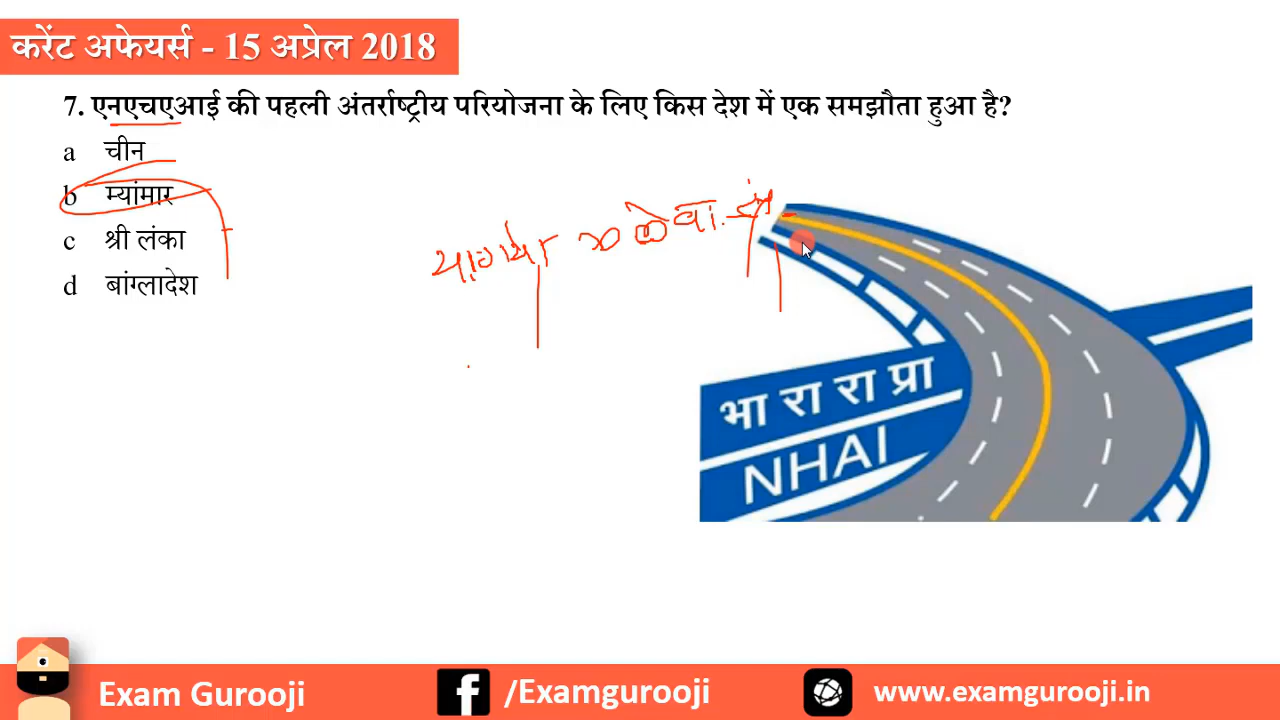 करेंट अफेयर्स - 15 अप्रेल 2018
7. एनएचएआई की पहली अंतर्राष्ट्रीय परियोजना के लिए किस देश में एक समझौता हुआ है?
a चीन
b म्यांमार
c श्री लंका
d बांग्लादेश
भा रा रा प्रा
NHAI
Exam Gurooji
f /Examgurooji
www.examgurooji.in